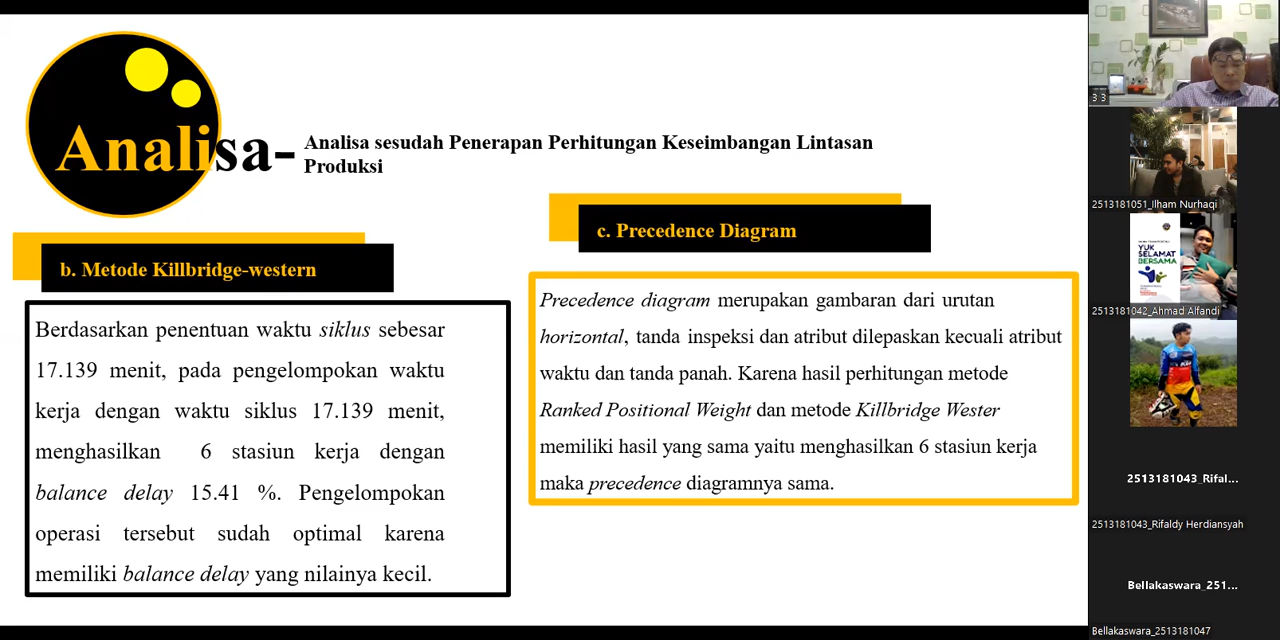 Analisa-
Analisa sesudah Penerapan Perhitungan Keseimbangan Lintasan
Produksi
b. Metode Killbridge-western
Berdasarkan penentuan waktu siklus sebesar
17.139 menit, pada pengelompokan waktu
kerja dengan waktu siklus 17.139 menit,
menghasilkan 6 stasiun kerja dengan
balance delay 15.41 %. Pengelompokan
operasi tersebut sudah optimal karena
memiliki balance delay yang nilainya kecil.
c. Precedence Diagram
Precedence diagram merupakan gambaran dari urutan
horizontal, tanda inspeksi dan atribut dilepaskan kecuali atribut
waktu dan tanda panah. Karena hasil perhitungan metode
Ranked Positional Weight dan metode Killbridge Wester
memiliki hasil yang sama yaitu menghasilkan 6 stasiun kerja
maka precedence diagramnya sama.
3 3
2513181051_Ilham Nurhaqi
YUK
SELAMAT
BERSAMA
2513181042_Ahmad Alfandi
2513181043_Rifal...
2513181043_Rifaldy Herdiansyah
Bellakaswara_251...
Bellakaswara_2513181047